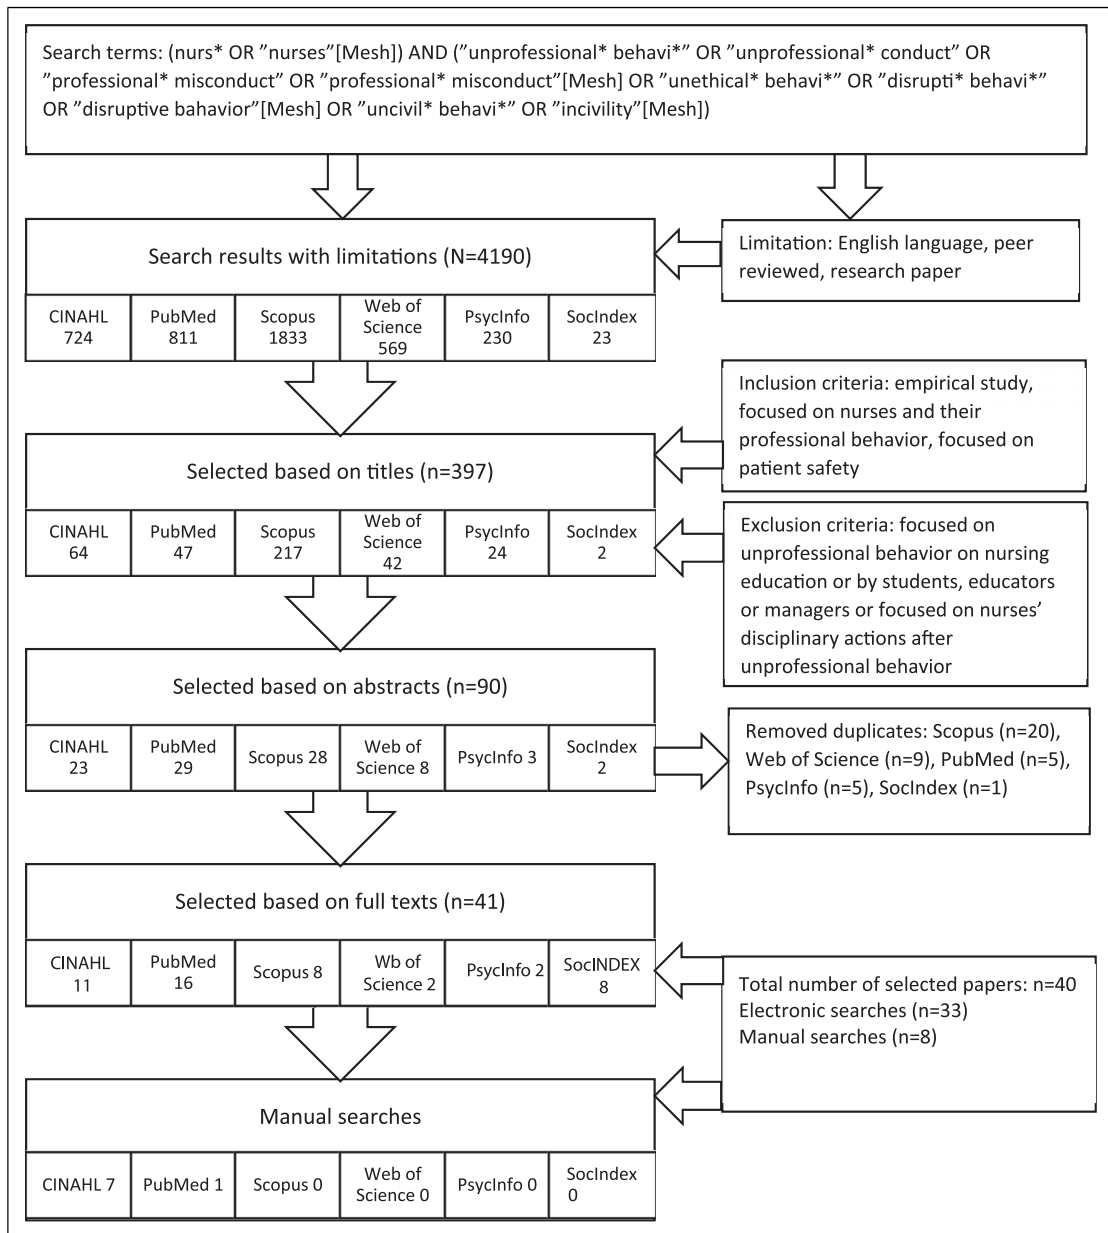 Search terms: (nurs* OR ”nurses”[Mesh]) AND (”unprofessional* behavi*” OR ”unprofessional* conduct” OR
”professional* misconduct” OR ”professional* misconduct”[Mesh] OR ”unethical* behavi*” OR ”disrupti* behavi*”
OR ”disruptive bahavior”[Mesh] OR ”uncivil* behavi*” OR ”incivility”[Mesh])
Search results with limitations (N=4190)
Limitation: English language, peer
reviewed, research paper
CINAHL
724
PubMed
811
Scopus
1833
Web of
Science
569
PsycInfo
230
SocIndex
23
Inclusion criteria: empirical study,
focused on nurses and their
professional behavior, focused on
patient safety
Selected based on titles (n=397)
CINAHL
64
PubMed
47
Scopus
217
Web of
Science
42
PsycInfo
24
SocIndex
2
Exclusion criteria: focused on
unprofessional behavior on nursing
education or by students, educators
or managers or focused on nurses’
disciplinary actions after
unprofessional behavior
Selected based on abstracts (n=90)
CINAHL
23
PubMed
29
Scopus 28
Web of
Science 8
PsycInfo 3
SocIndex
2
Removed duplicates: Scopus (n=20),
Web of Science (n=9), PubMed (n=5),
PsycInfo (n=5), SocIndex (n=1)
Selected based on full texts (n=41)
CINAHL
11
PubMed
16
Scopus 8
Wb of
Science 2
PsycInfo 2
SocINDEX
8
Total number of selected papers: n=40
Electronic searches (n=33)
Manual searches (n=8)
Manual searches
CINAHL 7
PubMed 1
Scopus 0
Web of
Science 0
PsycInfo 0
SocIndex
0